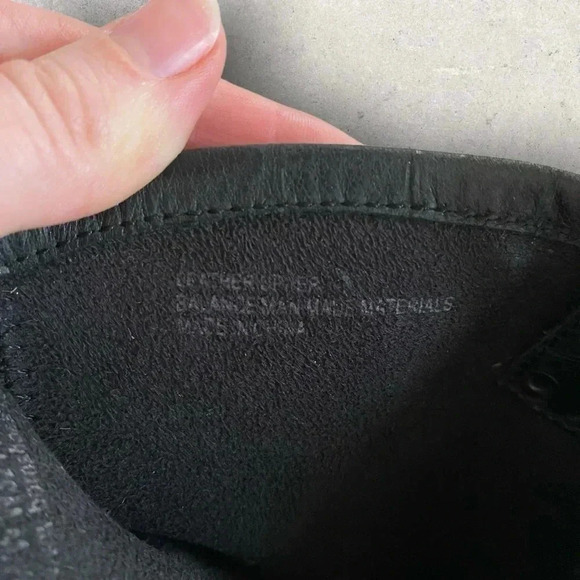 LEATHER UPPER
BALANCE MAN MADE MATERIALS
MADE IN CHINA